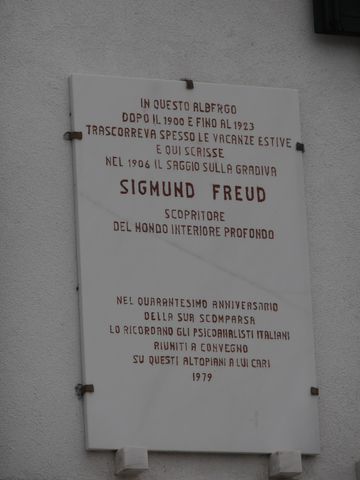 IN QUESTO ALBERGO
DOPO IL 1900 E FINO AL 1923
TRASCORREVA SPESSO LE VACANZE ESTIVE
E QUI SCRISSE
NEL 1906 IL SAGGIO SULLA GRADIVA
SIGMUND FREUD
SCOPRITORE
DEL MONDO INTERIORE PROFONDO
NEL QUARANTESIMO ANNIVERSARIO
DELLA SUA SCOMPARSA
LO RICORDANO GLI PSICOANALISTI ITALIANI
RIUNITI A CONVEGNO
SU QUESTI ALTOPIANI A LUI CARI
1979